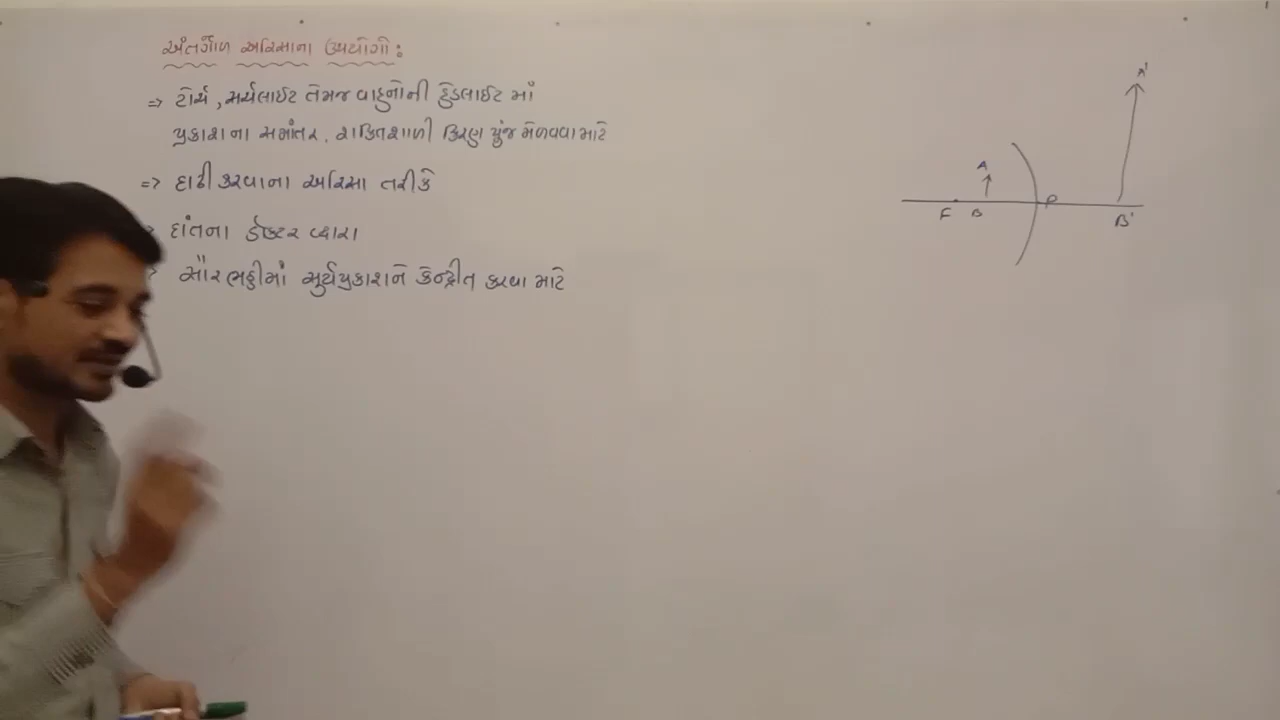 અંતર્ગોળ અરિસાના ઉપયોગો :
=> ટોર્ચ, સર્ચલાઈટ તેમજ વાહનોની હેડલાઈટ માં
પ્રકાશના સમાંતર, શક્તિશાળી કિરણ પુંજ મેળવવા માટે
=> દાઢી કરવાના અરિસા તરીકે
દાંતના ડોક્ટર દ્વારા
સૌર ભઠ્ઠીમાં સુર્યપ્રકાશને કેન્દ્રીત કરવા માટે
A'
A
F B P B'